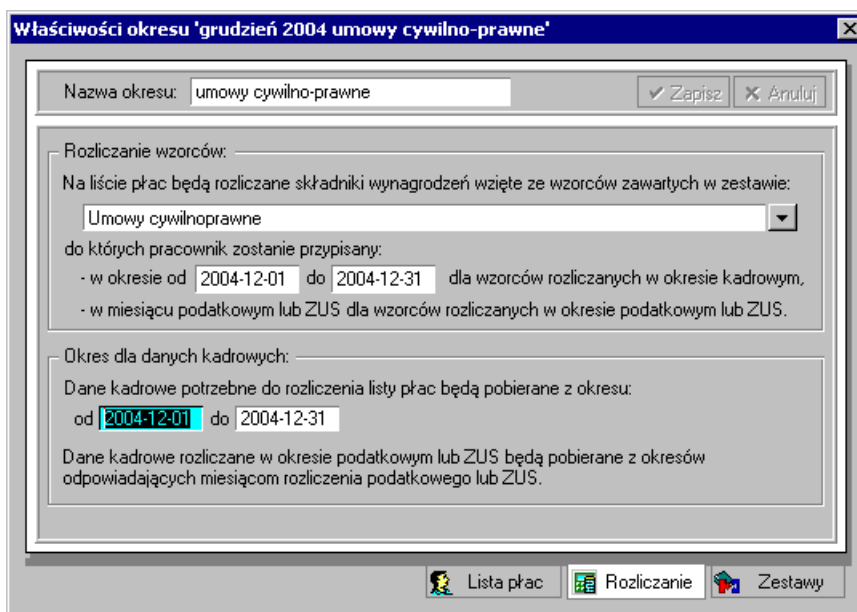 Właściwości okresu 'grudzień 2004 umowy cywilno-prawne'
Nazwa okresu: umowy cywilno-prawne Zapisz Anuluj
Rozliczanie wzorców:
Na liście płac będą rozliczane składniki wynagrodzeń wzięte ze wzorców zawartych w zestawie:
Umowy cywilnoprawne
do których pracownik zostanie przypisany:
- w okresie od 2004-12-01 do 2004-12-31 dla wzorców rozliczanych w okresie kadrowym,
- w miesiącu podatkowym lub ZUS dla wzorców rozliczanych w okresie podatkowym lub ZUS.
Okres dla danych kadrowych:
Dane kadrowe potrzebne do rozliczenia listy płac będą pobierane z okresu:
od 2004-12-01 do 2004-12-31
Dane kadrowe rozliczane w okresie podatkowym lub ZUS będą pobierane z okresów
odpowiadających miesiącom rozliczenia podatkowego lub ZUS.
Lista płac Rozliczanie Zestawy